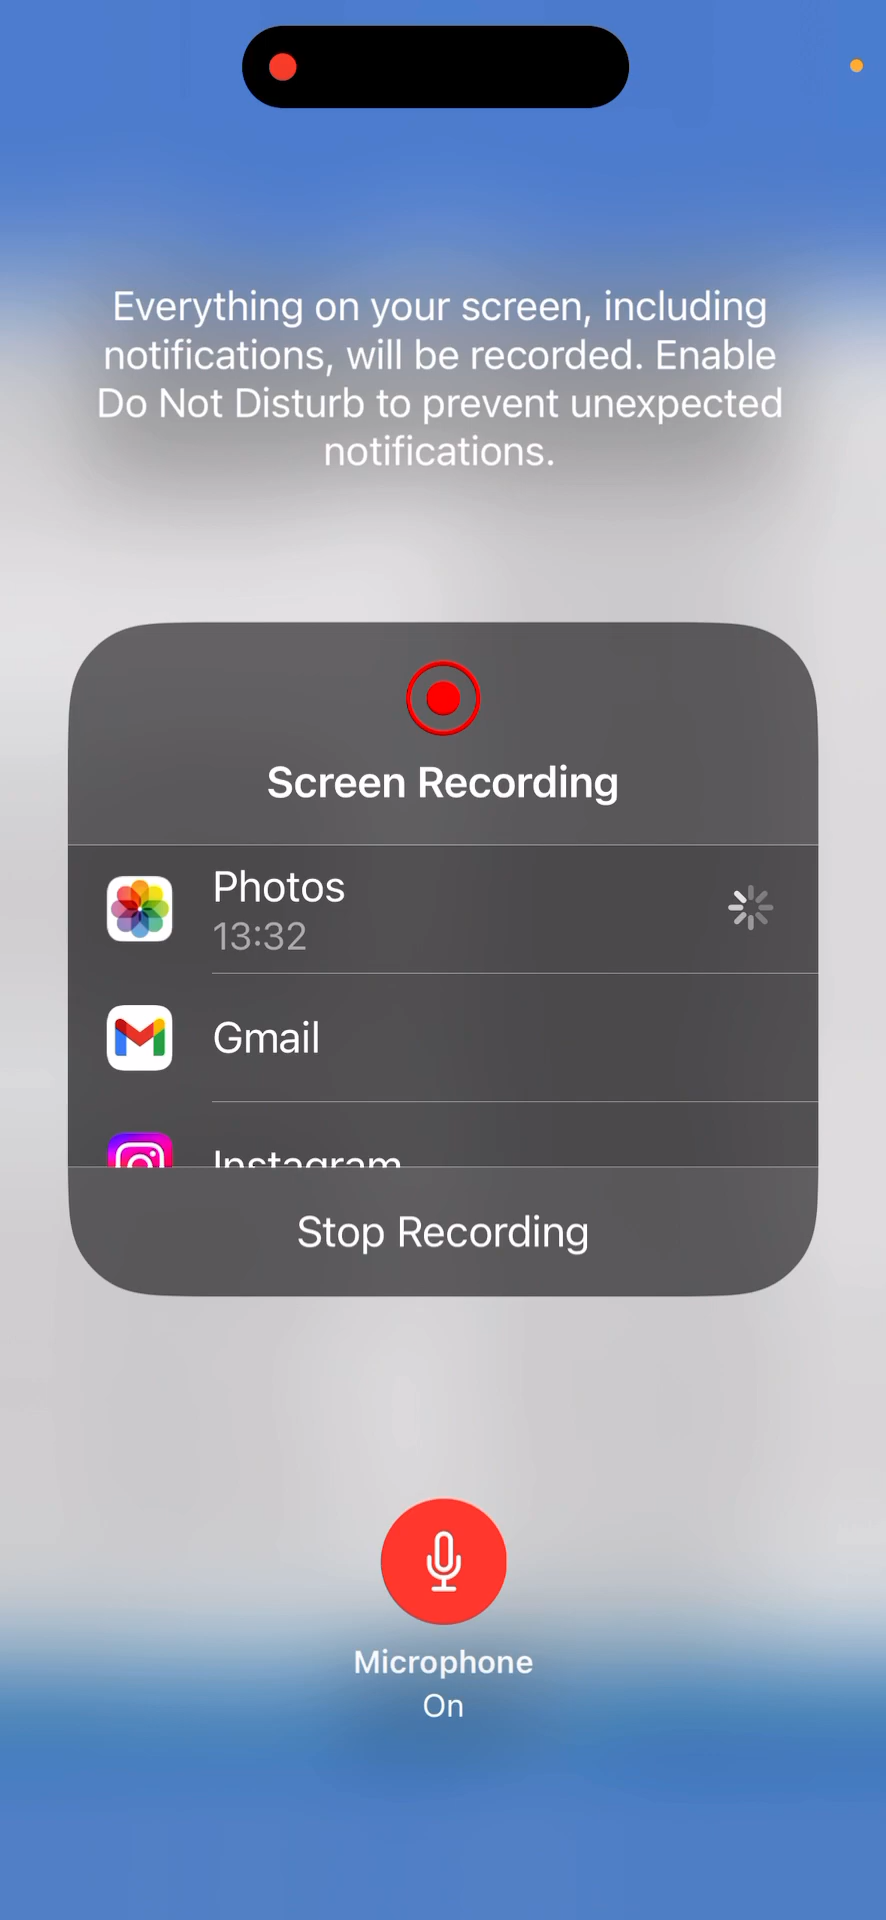 Everything on your screen, including
notifications, will be recorded. Enable
Do Not Disturb to prevent unexpected
notifications.
Screen Recording
Photos
13:32
Gmail
Instagram
Stop Recording
Microphone
On